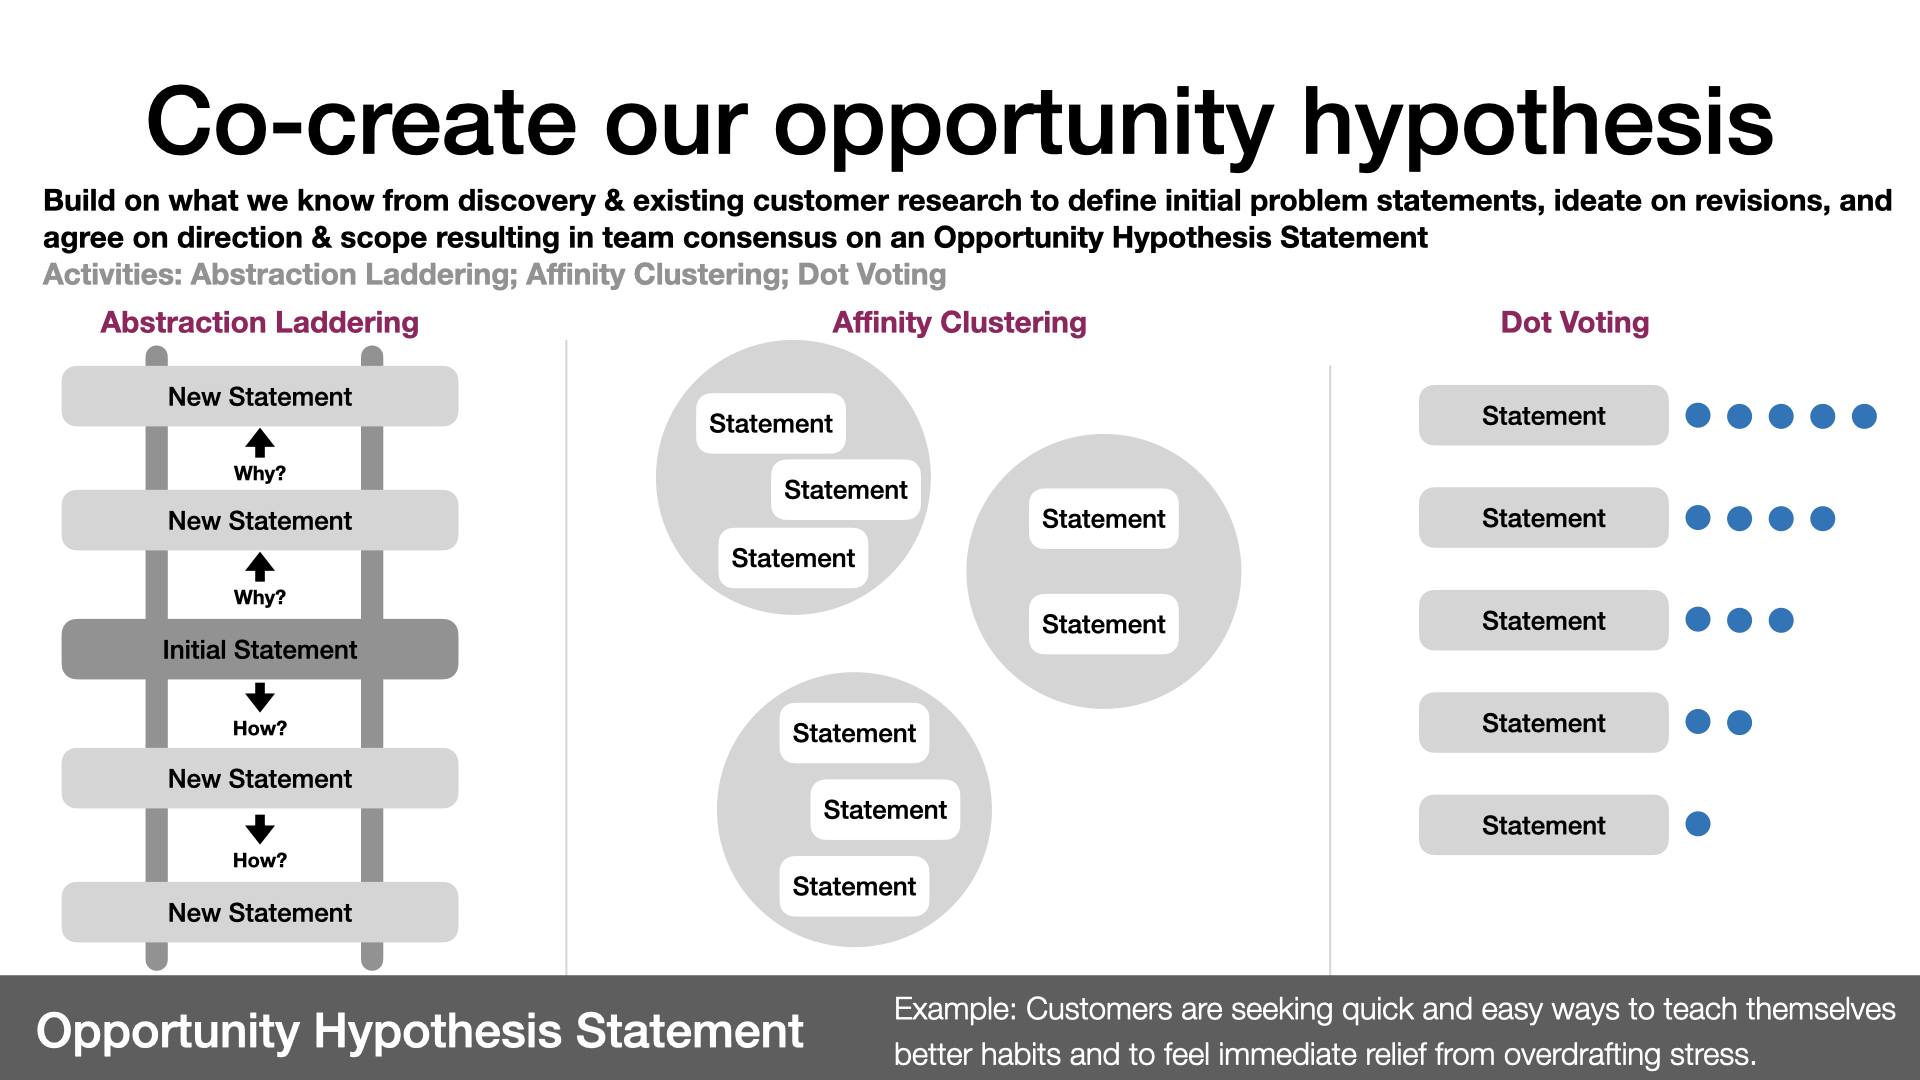 Co-create our opportunity hypothesis
Build on what we know from discovery & existing customer research to define initial problem statements, ideate on revisions, and
agree on direction & scope resulting in team consensus on an Opportunity Hypothesis Statement
Activities: Abstraction Laddering; Affinity Clustering; Dot Voting
Abstraction Laddering
New Statement
Why?
New Statement
Why?
Initial Statement
How?
New Statement
How?
New Statement
Affinity Clustering
Statement
Statement
Statement
Statement
Statement
Statement
Statement
Statement
Dot Voting
Statement
Statement
Statement
Statement
Statement
Opportunity Hypothesis Statement
Example: Customers are seeking quick and easy ways to teach themselves
better habits and to feel immediate relief from overdrafting stress.